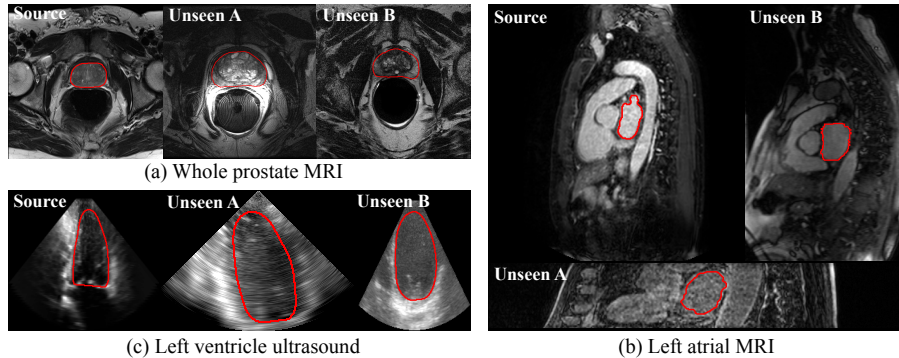 Source Unseen A Unseen B
(a) Whole prostate MRI
Source Unseen A Unseen B
(c) Left ventricle ultrasound
Source Unseen B
Unseen A
(b) Left atrial MRI